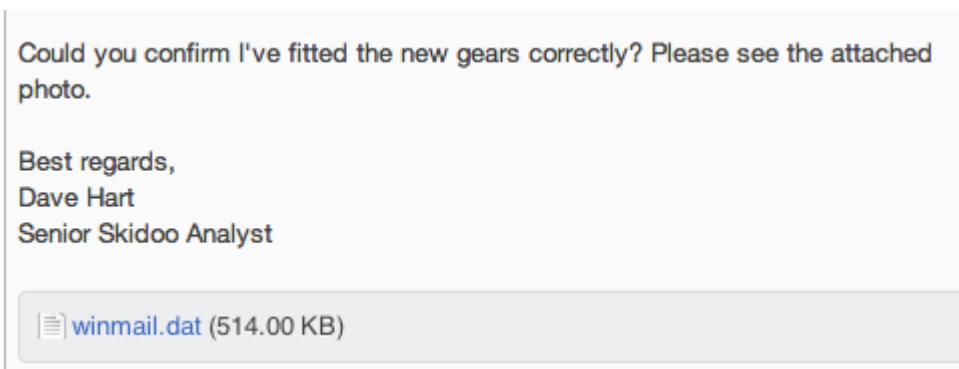 Could you confirm I've fitted the new gears correctly? Please see the attached
photo.
Best regards,
Dave Hart
Senior Skidoo Analyst
winmail.dat (514.00 KB)